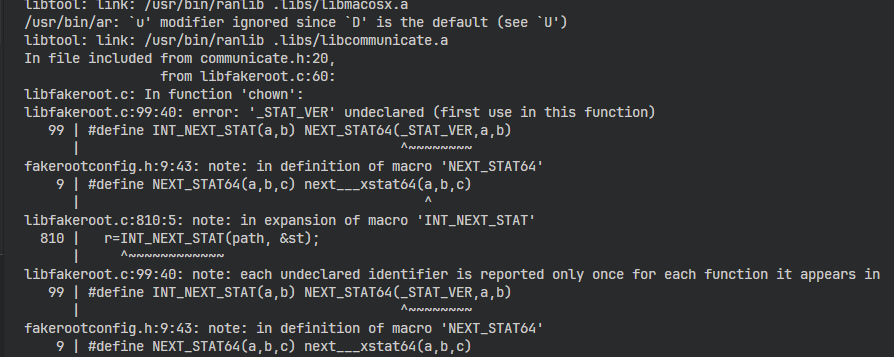 libtool: link: /usr/bin/ranlib .libs/libmacosx.a
/usr/bin/ar: `u' modifier ignored since `D' is the default (see `U')
libtool: link: /usr/bin/ranlib .libs/libcommunicate.a
In file included from communicate.h:20,
                 from libfakeroot.c:60:
libfakeroot.c: In function 'chown':
libfakeroot.c:99:40: error: '_STAT_VER' undeclared (first use in this function)
   99 | #define INT_NEXT_STAT(a,b) NEXT_STAT64(_STAT_VER,a,b)
      |                                        ^~~~~~~~~
fakerootconfig.h:9:43: note: in definition of macro 'NEXT_STAT64'
    9 | #define NEXT_STAT64(a,b,c) next___xstat64(a,b,c)
      |                                           ^
libfakeroot.c:810:5: note: in expansion of macro 'INT_NEXT_STAT'
  810 |   r=INT_NEXT_STAT(path, &st);
      |     ^~~~~~~~~~~~~
libfakeroot.c:99:40: note: each undeclared identifier is reported only once for each function it appears in
   99 | #define INT_NEXT_STAT(a,b) NEXT_STAT64(_STAT_VER,a,b)
      |                                        ^~~~~~~~~
fakerootconfig.h:9:43: note: in definition of macro 'NEXT_STAT64'
    9 | #define NEXT_STAT64(a,b,c) next___xstat64(a,b,c)